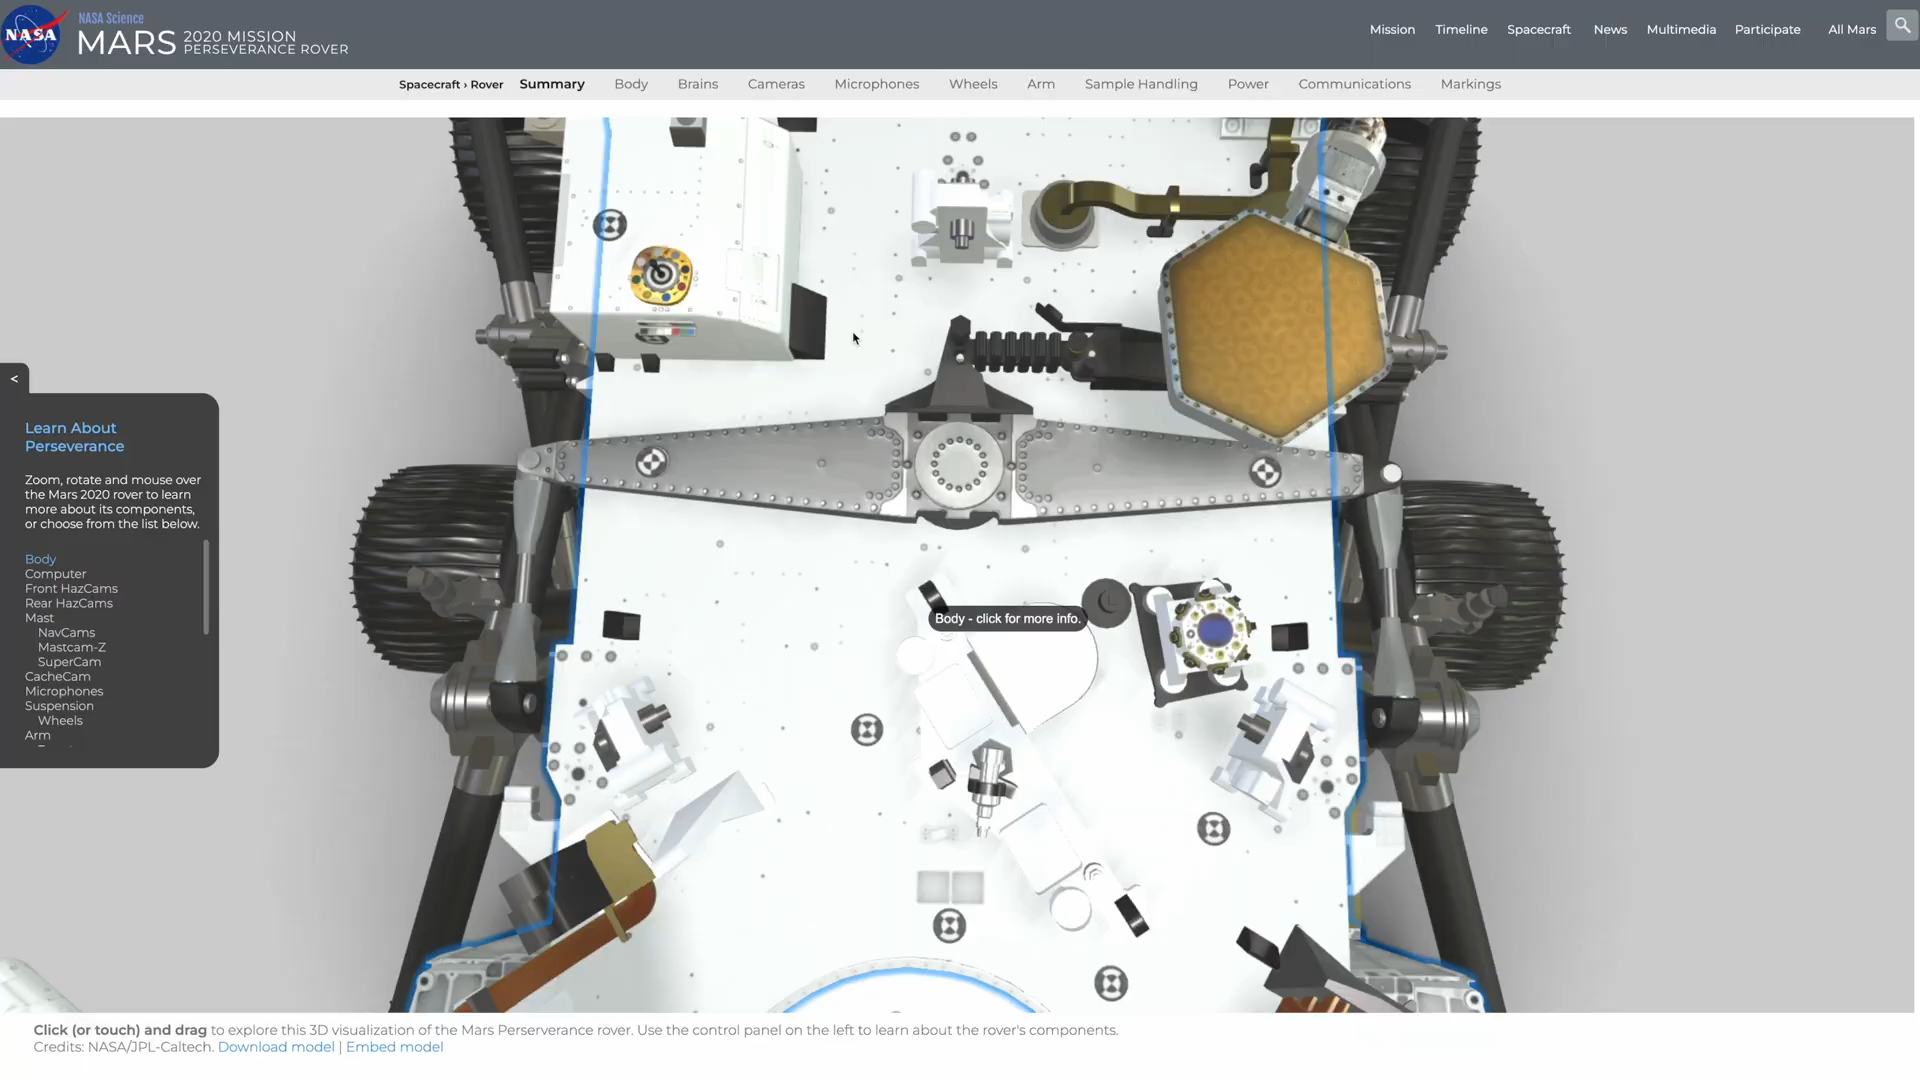 NASA
NASA Science
MARS 2020 MISSION
PERSEVERANCE ROVER
Mission Timeline Spacecraft News Multimedia Participate All Mars
Spacecraft › Rover Summary Body Brains Cameras Microphones Wheels Arm Sample Handling Power Communications Markings
<
Learn About
Perseverance
Zoom, rotate and mouse over
the Mars 2020 rover to learn
more about its components,
or choose from the list below.
Body
Computer
Front HazCams
Rear HazCams
Mast
NavCams
Mastcam-Z
SuperCam
CacheCam
Microphones
Suspension
Wheels
Arm
Body - click for more info.
Click (or touch) and drag to explore this 3D visualization of the Mars Perserverance rover. Use the control panel on the left to learn about the rover's components.
Credits: NASA/JPL-Caltech. Download model | Embed model